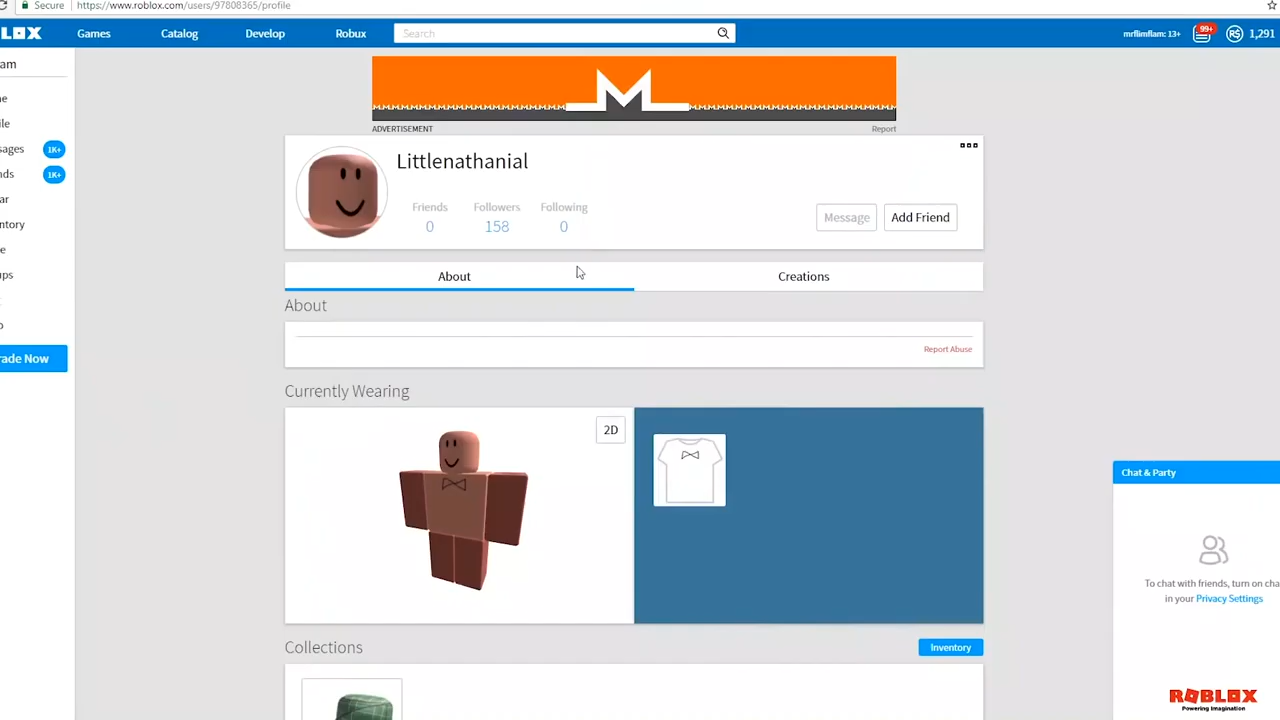 Secure https://www.roblox.com/users/97808365/profile
LOX Games Catalog Develop Robux Search mrflimflam: 13+ 99+ R$ 1,291
am
ADVERTISEMENT Report
Littlenathanial
Friends Followers Following
0 158 0
Message Add Friend
ne
ile
sages 1K+
nds 1K+
ar
ntory
e
ups
o
rade Now
About Creations
About
Report Abuse
Currently Wearing
2D
Collections Inventory
Chat & Party
To chat with friends, turn on cha
in your Privacy Settings
ROBLOX
Powering Imagination